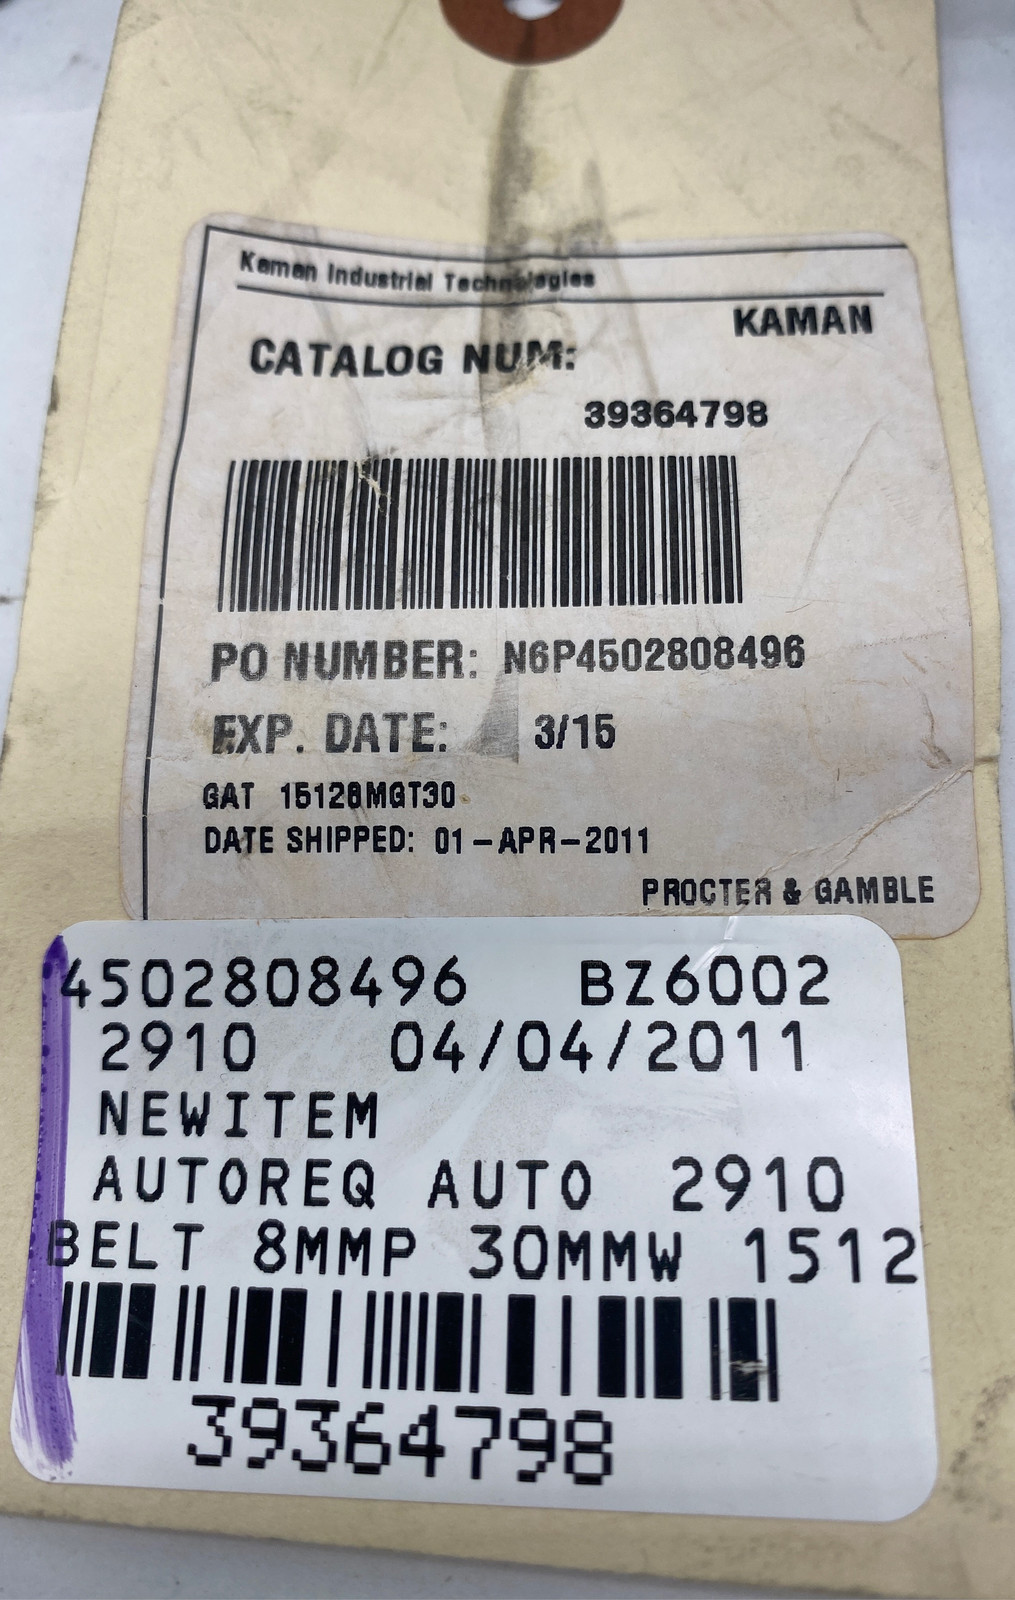 Kaman Industrial Technologies
KAMAN
CATALOG NUM:
39364798
PO NUMBER: N6P4502808496
EXP. DATE: 3/15
GAT 15128MGT30
DATE SHIPPED: 01-APR-2011
PROCTER & GAMBLE
4502808496 BZ6002
2910 04/04/2011
NEWITEM
AUTOREQ AUTO 2910
BELT 8MMP 30MMW 1512
39364798